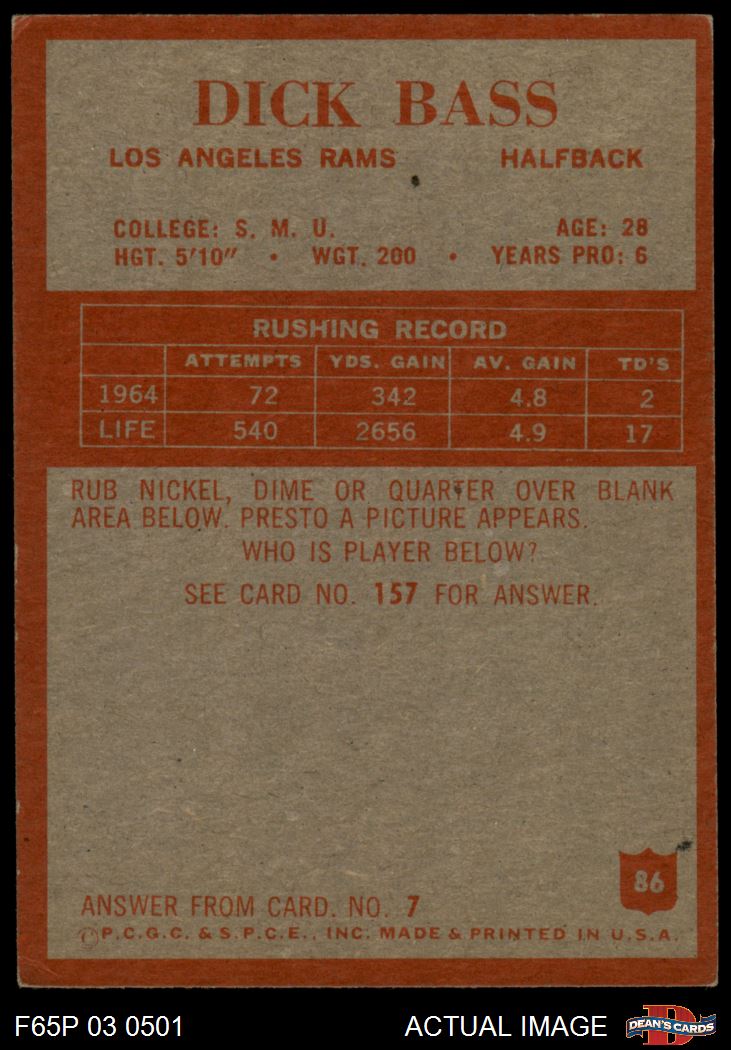 DICK BASS
LOS ANGELES RAMS HALFBACK
COLLEGE: S. M. U. AGE: 28
HGT. 5'10" • WGT. 200 • YEARS PRO: 6
RUSHING RECORD
ATTEMPTS YDS. GAIN AV. GAIN TD'S
1964 72 342 4.8 2
LIFE 540 2656 4.9 17
RUB NICKEL, DIME OR QUARTER OVER BLANK
AREA BELOW. PRESTO A PICTURE APPEARS.
WHO IS PLAYER BELOW?
SEE CARD NO. 157 FOR ANSWER.
86
ANSWER FROM CARD. NO. 7
©P.C.G.C. & S.P.C.E., INC. MADE & PRINTED IN U.S.A.
F65P 03 0501 ACTUAL IMAGE
D
DEAN'S CARDS